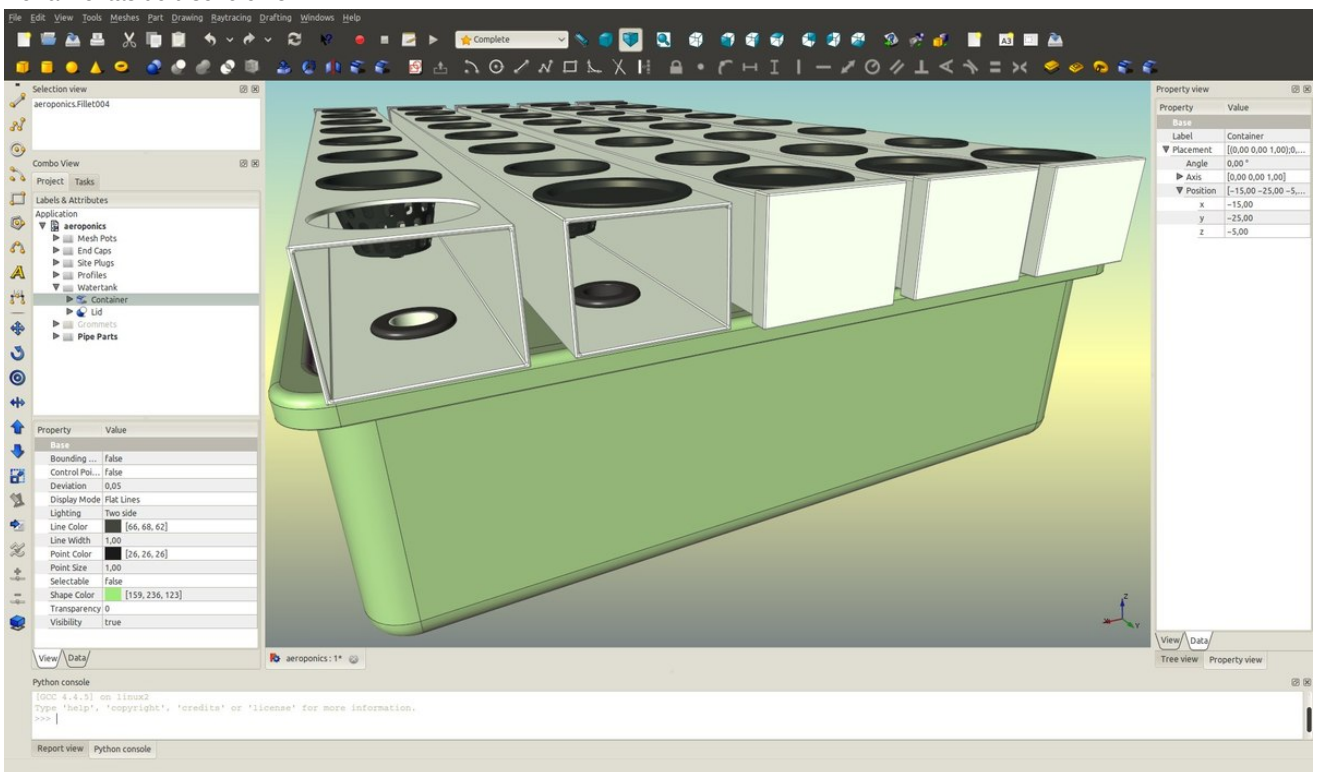 File Edit View Tools Meshes Part Drawing Raytracing Drafting Windows Help
Complete
A3
Selection view
aeroponics.Fillet004
Combo View
Project Tasks
Labels & Attributes
Application
aeroponics
Mesh Pots
End Caps
Site Plugs
Profiles
Watertank
Container
Lid
Grommets
Pipe Parts
Property Value
Base
Bounding ... false
Control Poi... false
Deviation 0,05
Display Mode Flat Lines
Lighting Two side
Line Color [66, 68, 62]
Line Width 1,00
Point Color [26, 26, 26]
Point Size 1,00
Selectable false
Shape Color [159, 236, 123]
Transparency 0
Visibility true
View Data
Property view
Property Value
Base
Label Container
Placement [(0,00 0,00 1,00);0,...
Angle 0,00 °
Axis [0,00 0,00 1,00]
Position [-15,00 -25,00 -5,...
x -15,00
y -25,00
z -5,00
z
x
Y
View Data
Tree view Property view
aeroponics : 1*
Python console
[GCC 4.4.5] on linux2
Type 'help', 'copyright', 'credits' or 'license' for more information.
>>>
Report view Python console